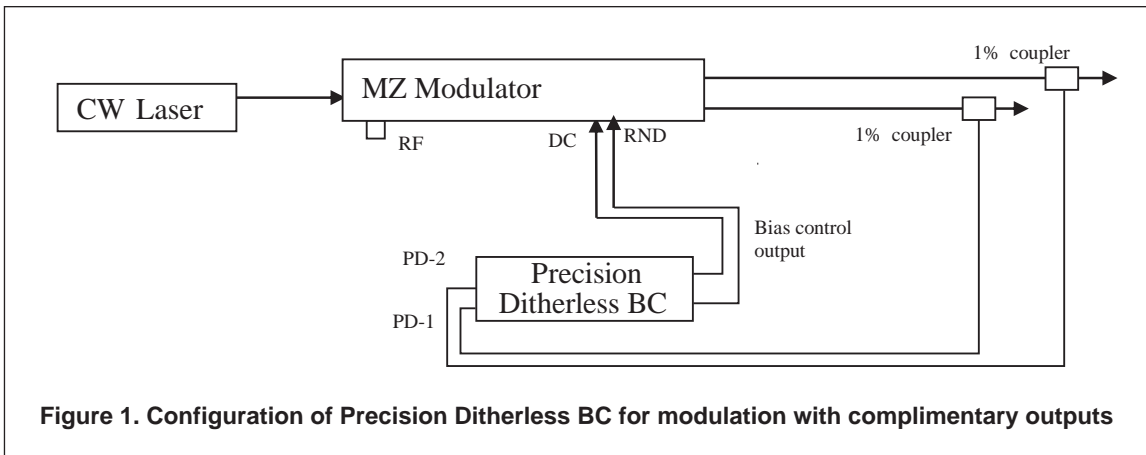 1% coupler
CW Laser
MZ Modulator
1% coupler
RF
DC
RND
Bias control
output
PD-2
Precision
Ditherless BC
PD-1
Figure 1. Configuration of Precision Ditherless BC for modulation with complimentary outputs